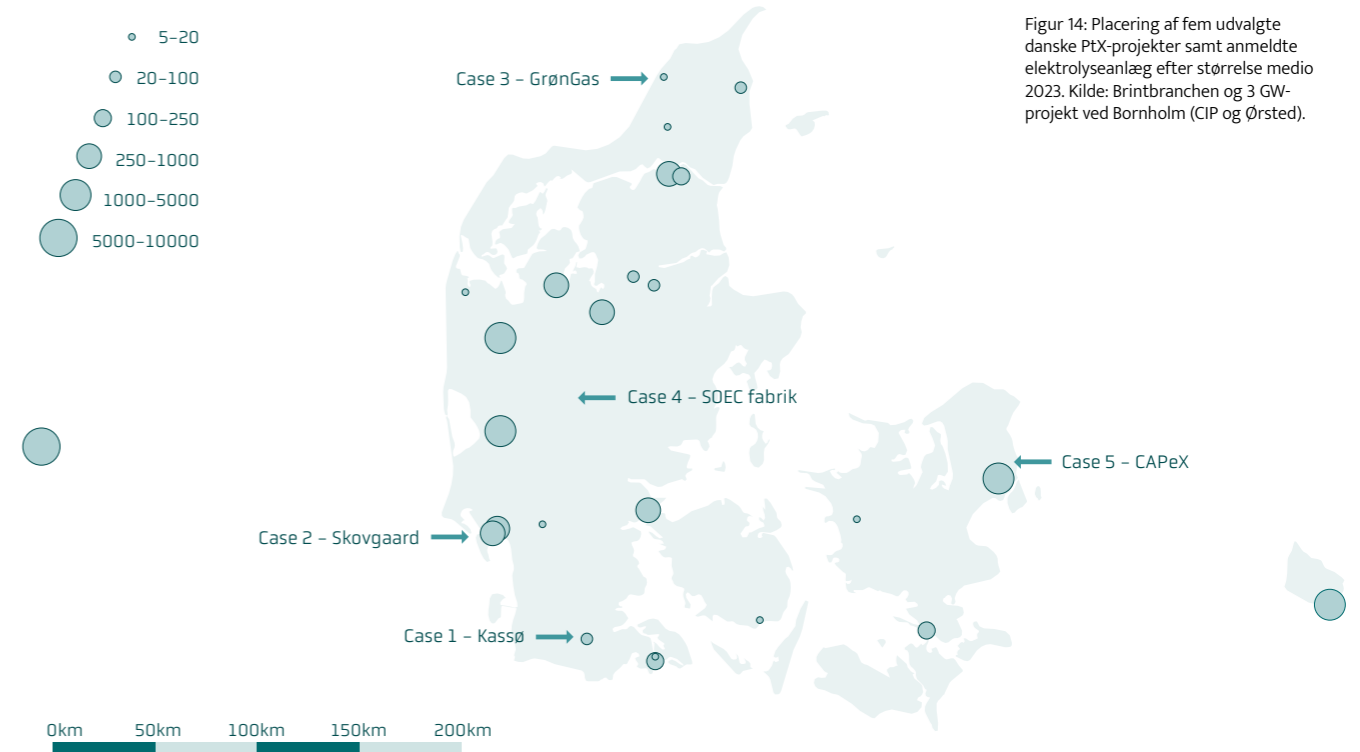 5–20
20–100
100–250
250–1000
1000–5000
5000–10000
Figur 14: Placering af fem udvalgte
danske PtX-projekter samt anmeldte
elektrolyseanlæg efter størrelse medio
2023. Kilde: Brintbranchen og 3 GW-
projekt ved Bornholm (CIP og Ørsted).
Case 3 – GrønGas
Case 4 – SOEC fabrik
Case 5 – CAPeX
Case 2 – Skovgaard
Case 1 – Kassø
0km 50km 100km 150km 200km